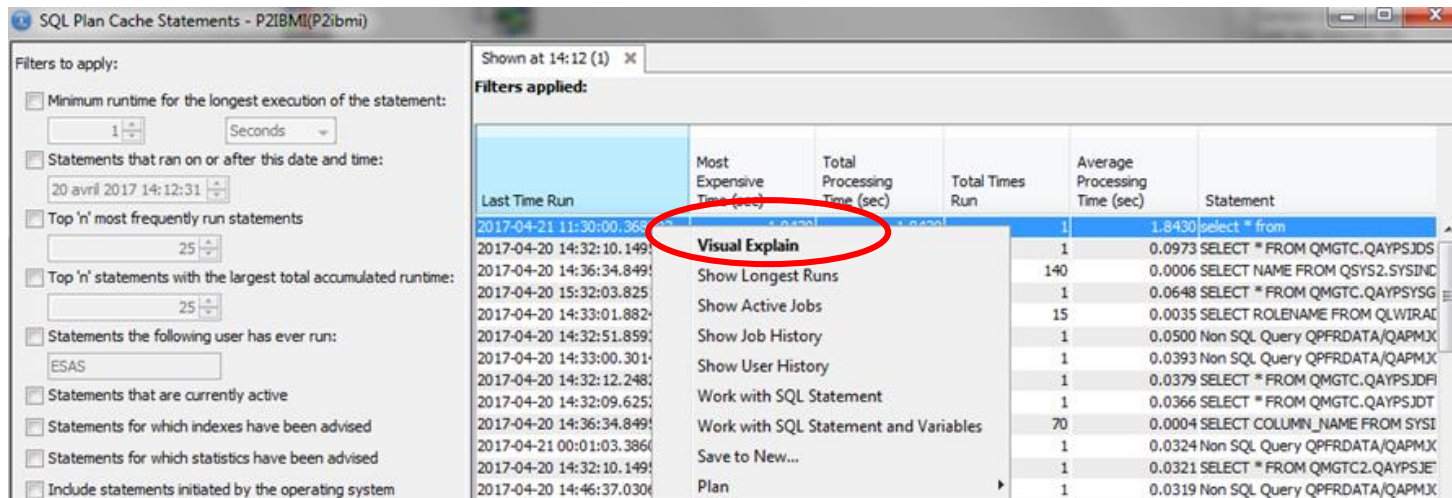 SQL Plan Cache Statements - P2IBMI(P2ibmi)
Filters to apply:
Minimum runtime for the longest execution of the statement:
1 Seconds
Statements that ran on or after this date and time:
20 avril 2017 14:12:31
Top 'n' most frequently run statements
25
Top 'n' statements with the largest total accumulated runtime:
25
Statements the following user has ever run:
ESAS
Statements that are currently active
Statements for which indexes have been advised
Statements for which statistics have been advised
Include statements initiated by the operating system
Shown at 14:12 (1)
Filters applied:
Last Time Run
Most Expensive Time (sec)
Total Processing Time (sec)
Total Times Run
Average Processing Time (sec)
Statement
2017-04-21 11:30:00.368 1 1.8430 select * from
2017-04-20 14:32:10.149 1 0.0973 SELECT * FROM QMGTC.QAYPSJDS
2017-04-20 14:36:34.849 140 0.0006 SELECT NAME FROM QSYS2.SYSIND
2017-04-20 15:32:03.825 1 0.0648 SELECT * FROM QMGTC.QAYPSYSG
2017-04-20 14:33:01.882 15 0.0035 SELECT ROLENAME FROM QLWIRAD
2017-04-20 14:32:51.859 1 0.0500 Non SQL Query QPFRDATA/QAPMJO
2017-04-20 14:33:00.301 1 0.0393 Non SQL Query QPFRDATA/QAPMJO
2017-04-20 14:32:12.248 1 0.0379 SELECT * FROM QMGTC.QAYPSJDF
2017-04-20 14:32:09.625 1 0.0366 SELECT * FROM QMGTC.QAYPSJDT
2017-04-20 14:36:34.849 70 0.0004 SELECT COLUMN_NAME FROM SYSI
2017-04-21 00:01:03.386 1 0.0324 Non SQL Query QPFRDATA/QAPMJO
2017-04-20 14:32:10.149 1 0.0321 SELECT * FROM QMGTC2.QAYPSJE
2017-04-20 14:46:37.030 1 0.0319 Non SQL Query QPFRDATA/QAPMJO
Visual Explain
Show Longest Runs
Show Active Jobs
Show Job History
Show User History
Work with SQL Statement
Work with SQL Statement and Variables
Save to New...
Plan